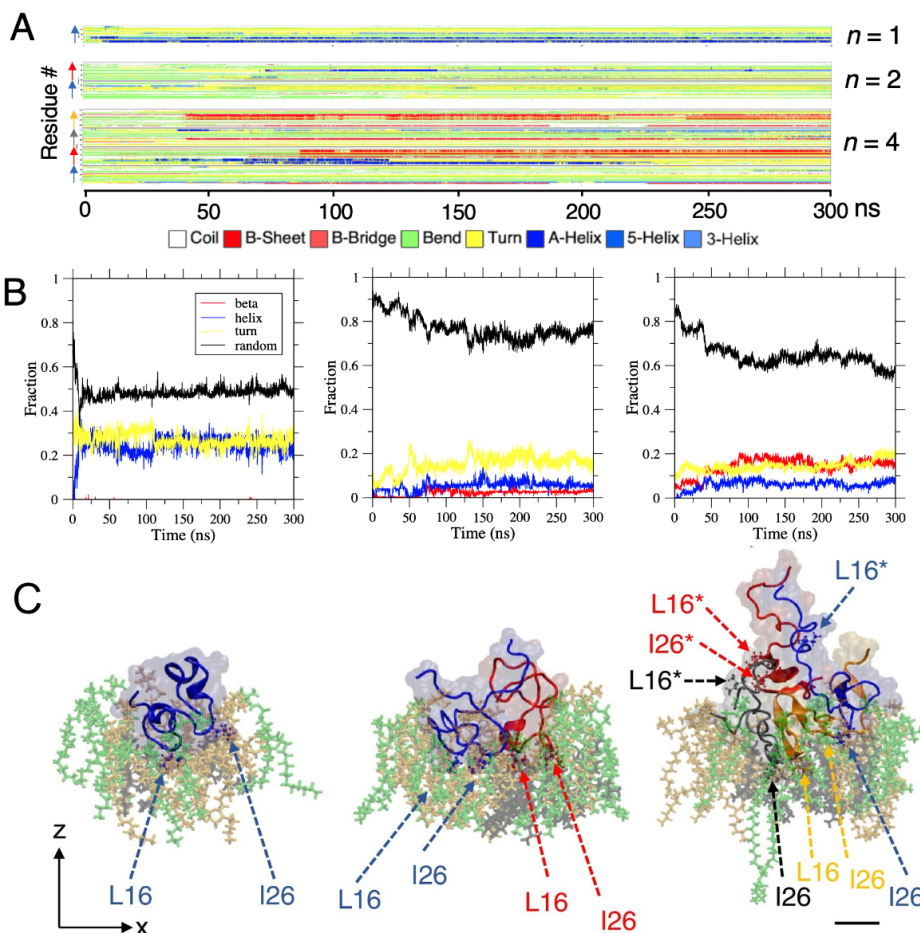 A
Residue #
n = 1
n = 2
n = 4
0 50 100 150 200 250 300 ns
Coil B-Sheet B-Bridge Bend Turn A-Helix 5-Helix 3-Helix
B
1
0.8
0.6
0.4
0.2
0
Fraction
beta
helix
turn
random
0 50 100 150 200 250 300
Time (ns)
1
0.8
0.6
0.4
0.2
0
Fraction
0 50 100 150 200 250 300
Time (ns)
1
0.8
0.6
0.4
0.2
0
Fraction
0 50 100 150 200 250 300
Time (ns)
C
z
x
L16
I26
L16
I26
L16
I26
L16*
L16*
I26*
L16*
I26
L16
I26
I26